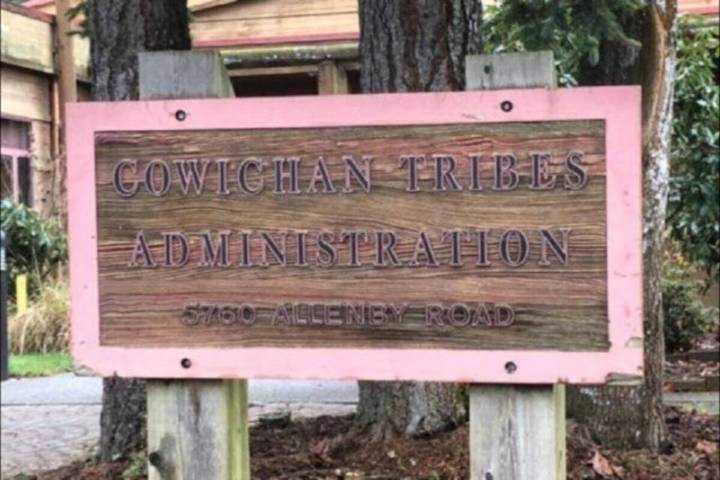 COWICHAN TRIBES
ADMINISTRATION
5760 ALLENBY ROAD